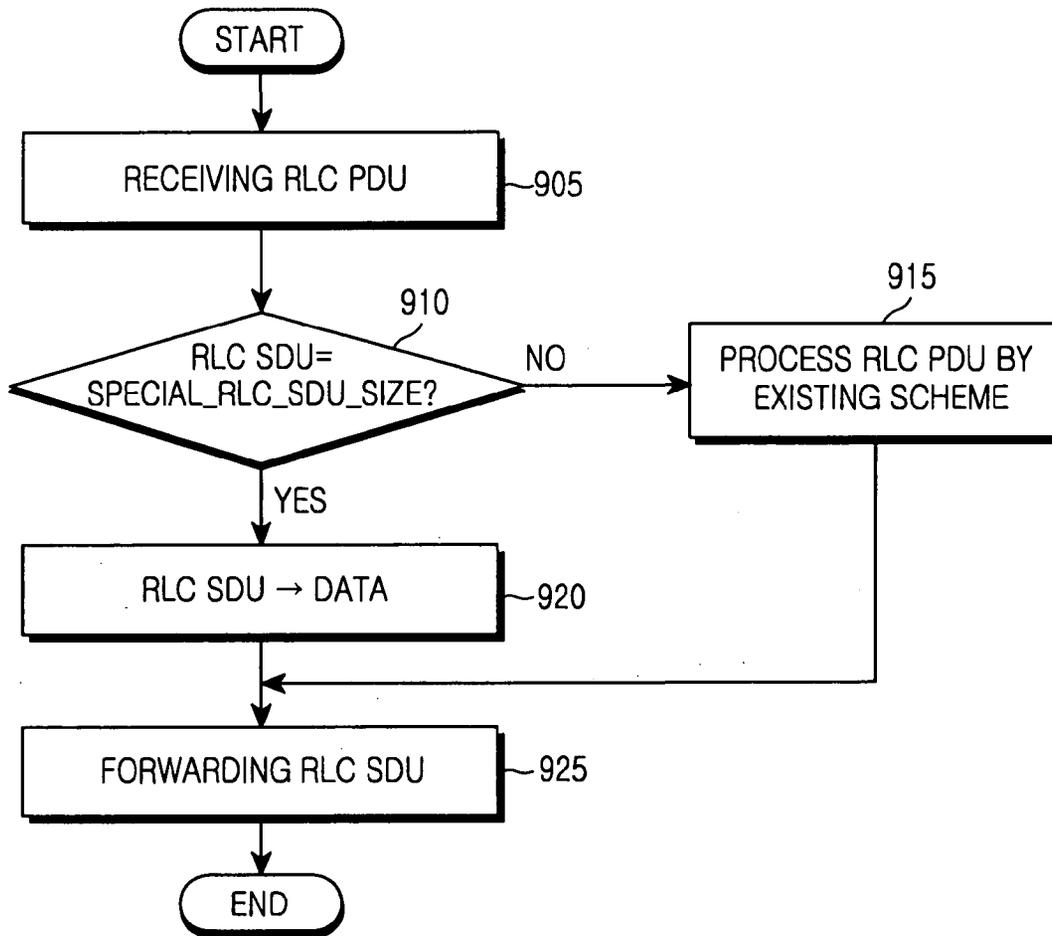 START
RECEIVING RLC PDU
905
910
RLC SDU=
SPECIAL_RLC_SDU_SIZE?
NO
915
PROCESS RLC PDU BY
EXISTING SCHEME
YES
RLC SDU → DATA
920
FORWARDING RLC SDU
925
END